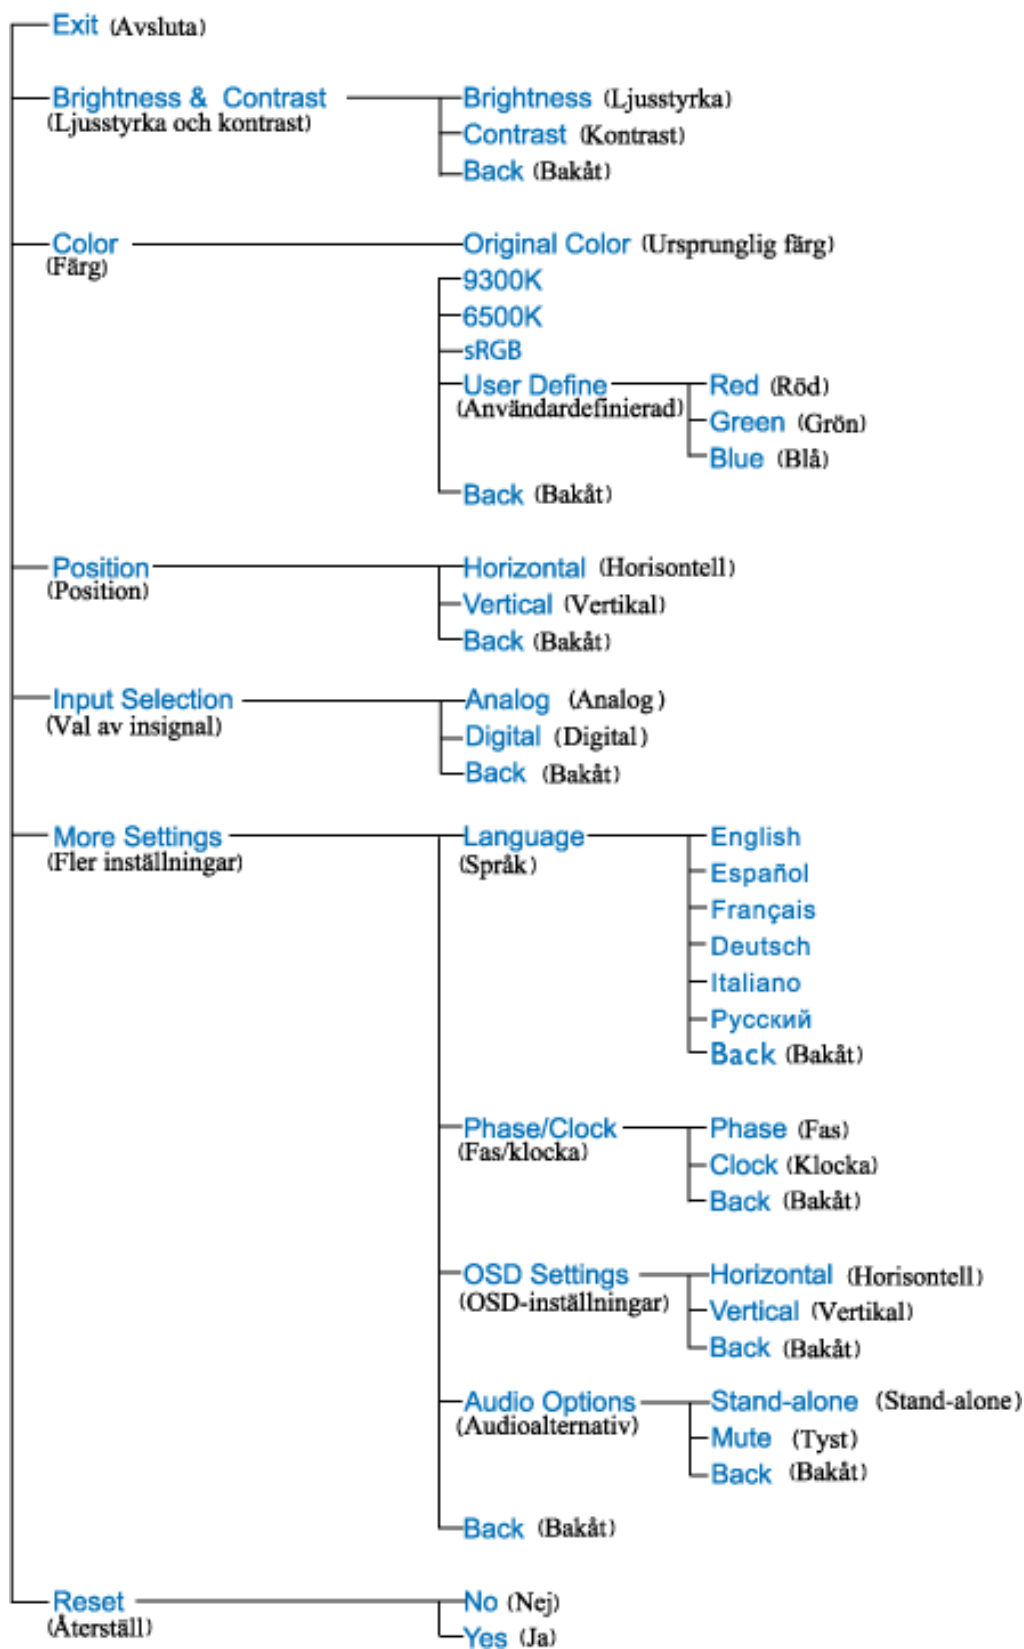 Exit (Avsluta)
Brightness & Contrast
(Ljusstyrka och kontrast)
Brightness (Ljusstyrka)
Contrast (Kontrast)
Back (Bakåt)
Color
(Färg)
Original Color (Ursprunglig färg)
9300K
6500K
sRGB
User Define
(Användardefinierad)
Red (Röd)
Green (Grön)
Blue (Blå)
Back (Bakåt)
Position
(Position)
Horizontal (Horisontell)
Vertical (Vertikal)
Back (Bakåt)
Input Selection
(Val av insignal)
Analog (Analog)
Digital (Digital)
Back (Bakåt)
More Settings
(Fler inställningar)
Language
(Språk)
English
Español
Français
Deutsch
Italiano
Русский
Back (Bakåt)
Phase/Clock
(Fas/klocka)
Phase (Fas)
Clock (Klocka)
Back (Bakåt)
OSD Settings
(OSD-inställningar)
Horizontal (Horisontell)
Vertical (Vertikal)
Back (Bakåt)
Audio Options
(Audioalternativ)
Stand-alone (Stand-alone)
Mute (Tyst)
Back (Bakåt)
Back (Bakåt)
Reset
(Återställ)
No (Nej)
Yes (Ja)